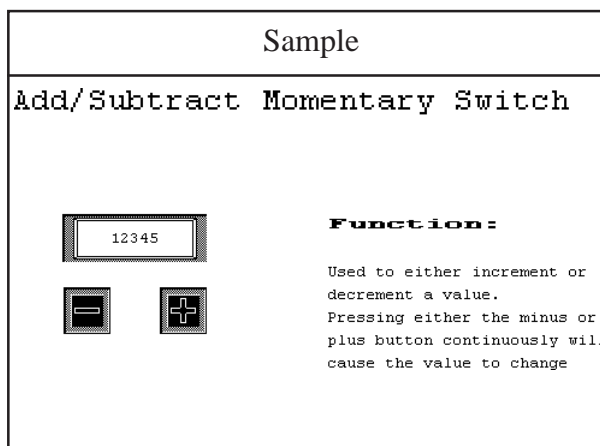 Sample
Add/Subtract Momentary Switch
12345
Function:
Used to either increment or
decrement a value.
Pressing either the minus or
plus button continuously wil
cause the value to change